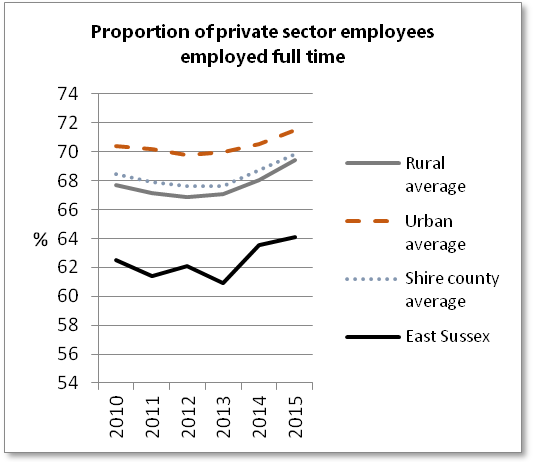 Proportion of private sector employees
employed full time
74
72
70
68
66
64
62
60
58
56
54
%
2010
2011
2012
2013
2014
2015
Rural
average
Urban
average
Shire county
average
East Sussex